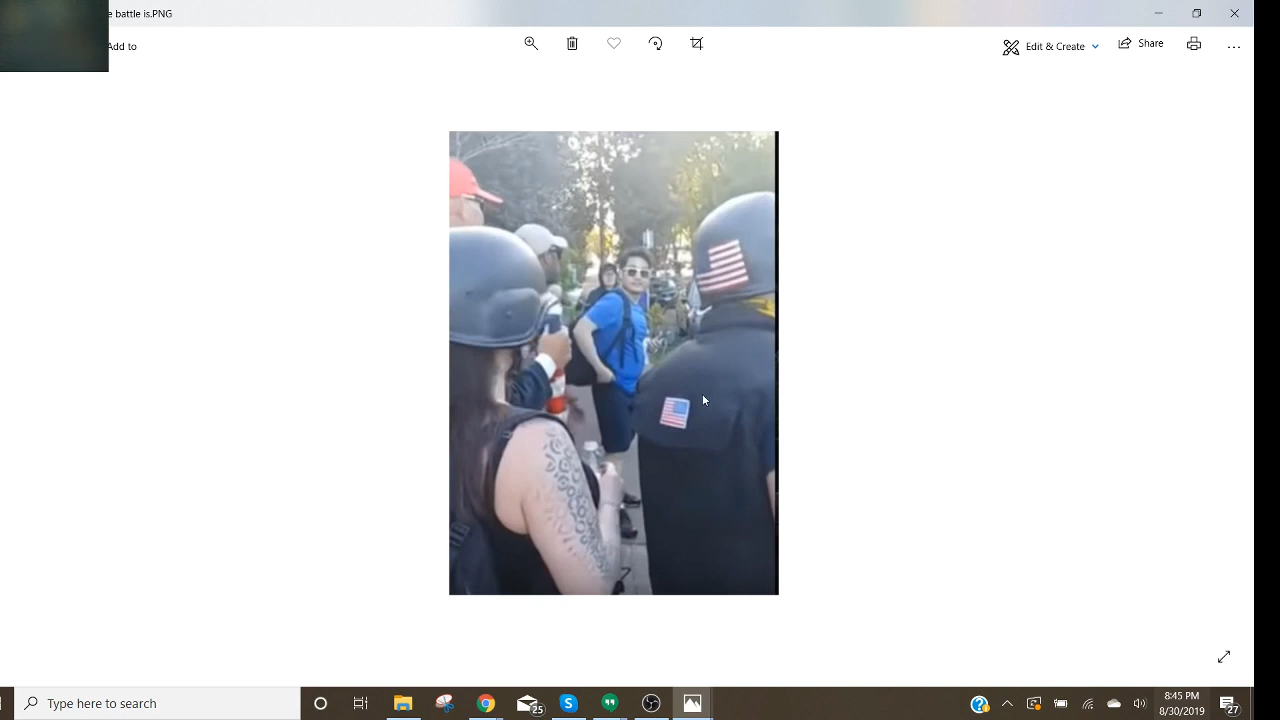 e battle is.PNG
Add to
Edit & Create
Share
Type here to search
25
8:45 PM
8/30/2019
27